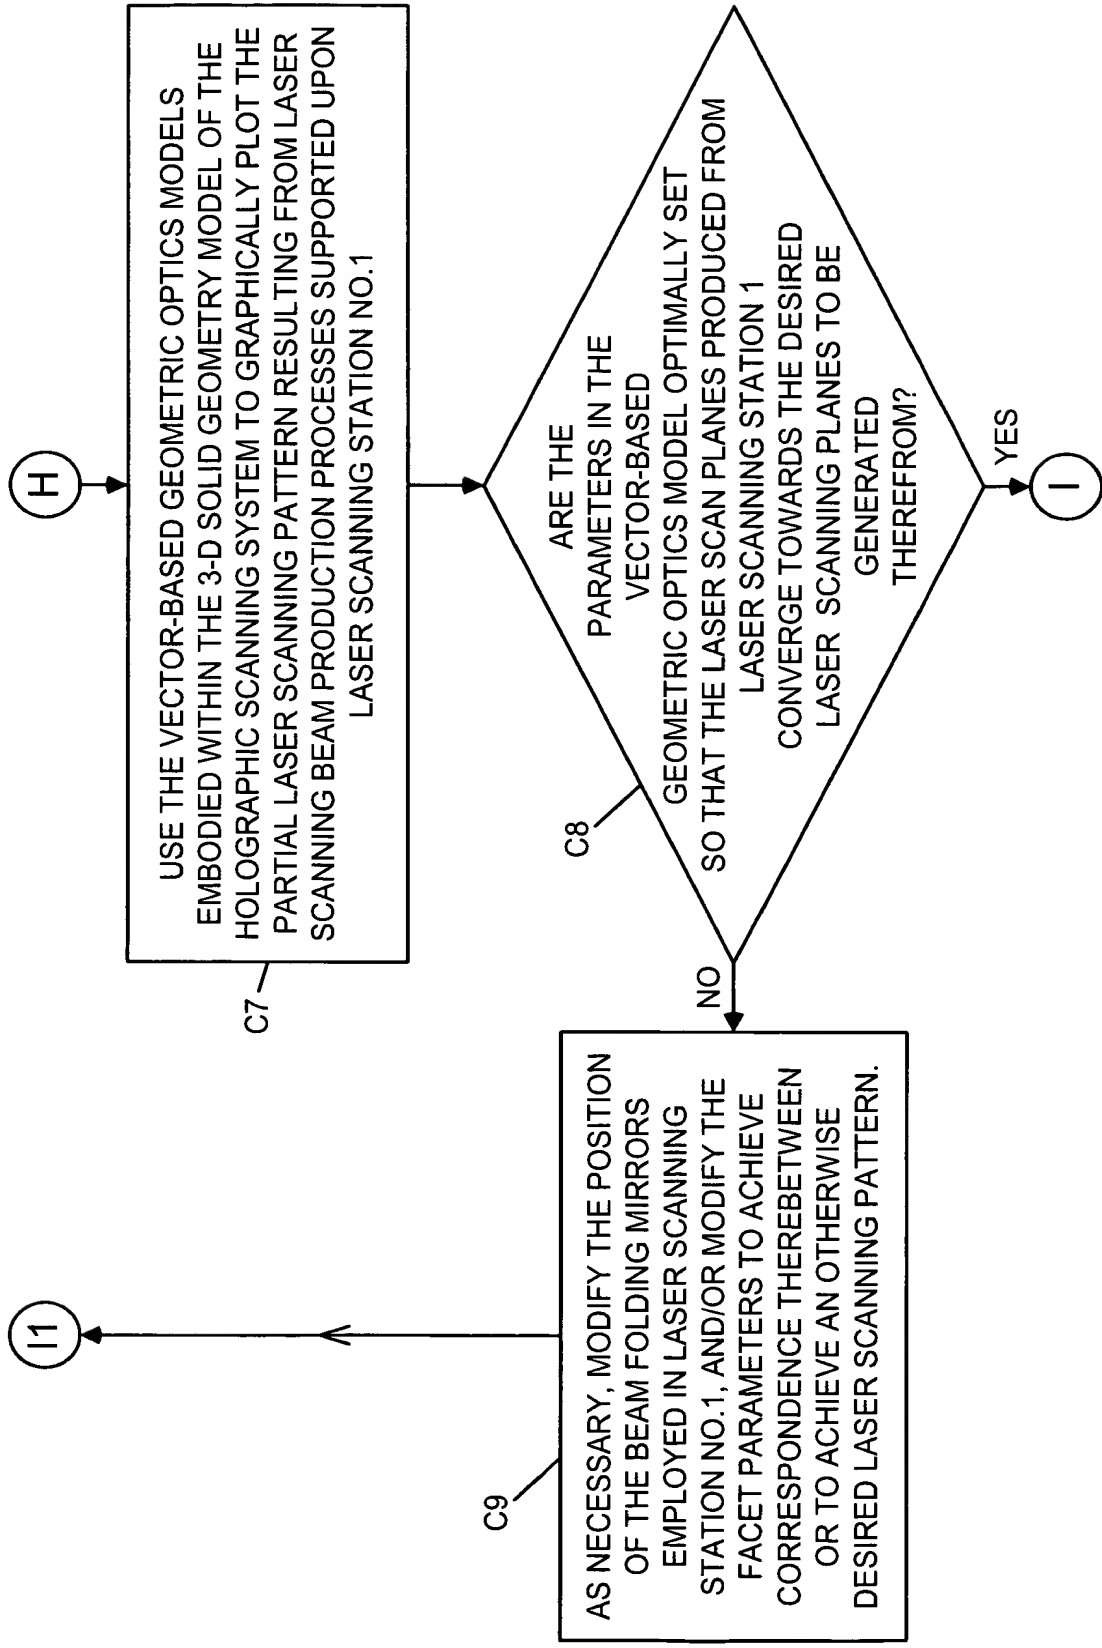 H
USE THE VECTOR-BASED GEOMETRIC OPTICS MODELS
EMBODIED WITHIN THE 3-D SOLID GEOMETRY MODEL OF THE
HOLOGRAPHIC SCANNING SYSTEM TO GRAPHICALLY PLOT THE
PARTIAL LASER SCANNING PATTERN RESULTING FROM LASER
SCANNING BEAM PRODUCTION PROCESSES SUPPORTED UPON
LASER SCANNING STATION NO.1
C7
ARE THE
PARAMETERS IN THE
VECTOR-BASED
GEOMETRIC OPTICS MODEL OPTIMALLY SET
SO THAT THE LASER SCAN PLANES PRODUCED FROM
LASER SCANNING STATION 1
CONVERGE TOWARDS THE DESIRED
LASER SCANNING PLANES TO BE
GENERATED
THEREFROM?
C8
YES
I
NO
AS NECESSARY, MODIFY THE POSITION
OF THE BEAM FOLDING MIRRORS
EMPLOYED IN LASER SCANNING
STATION NO.1, AND/OR MODIFY THE
FACET PARAMETERS TO ACHIEVE
CORRESPONDENCE THEREBETWEEN
OR TO ACHIEVE AN OTHERWISE
DESIRED LASER SCANNING PATTERN.
C9
I1